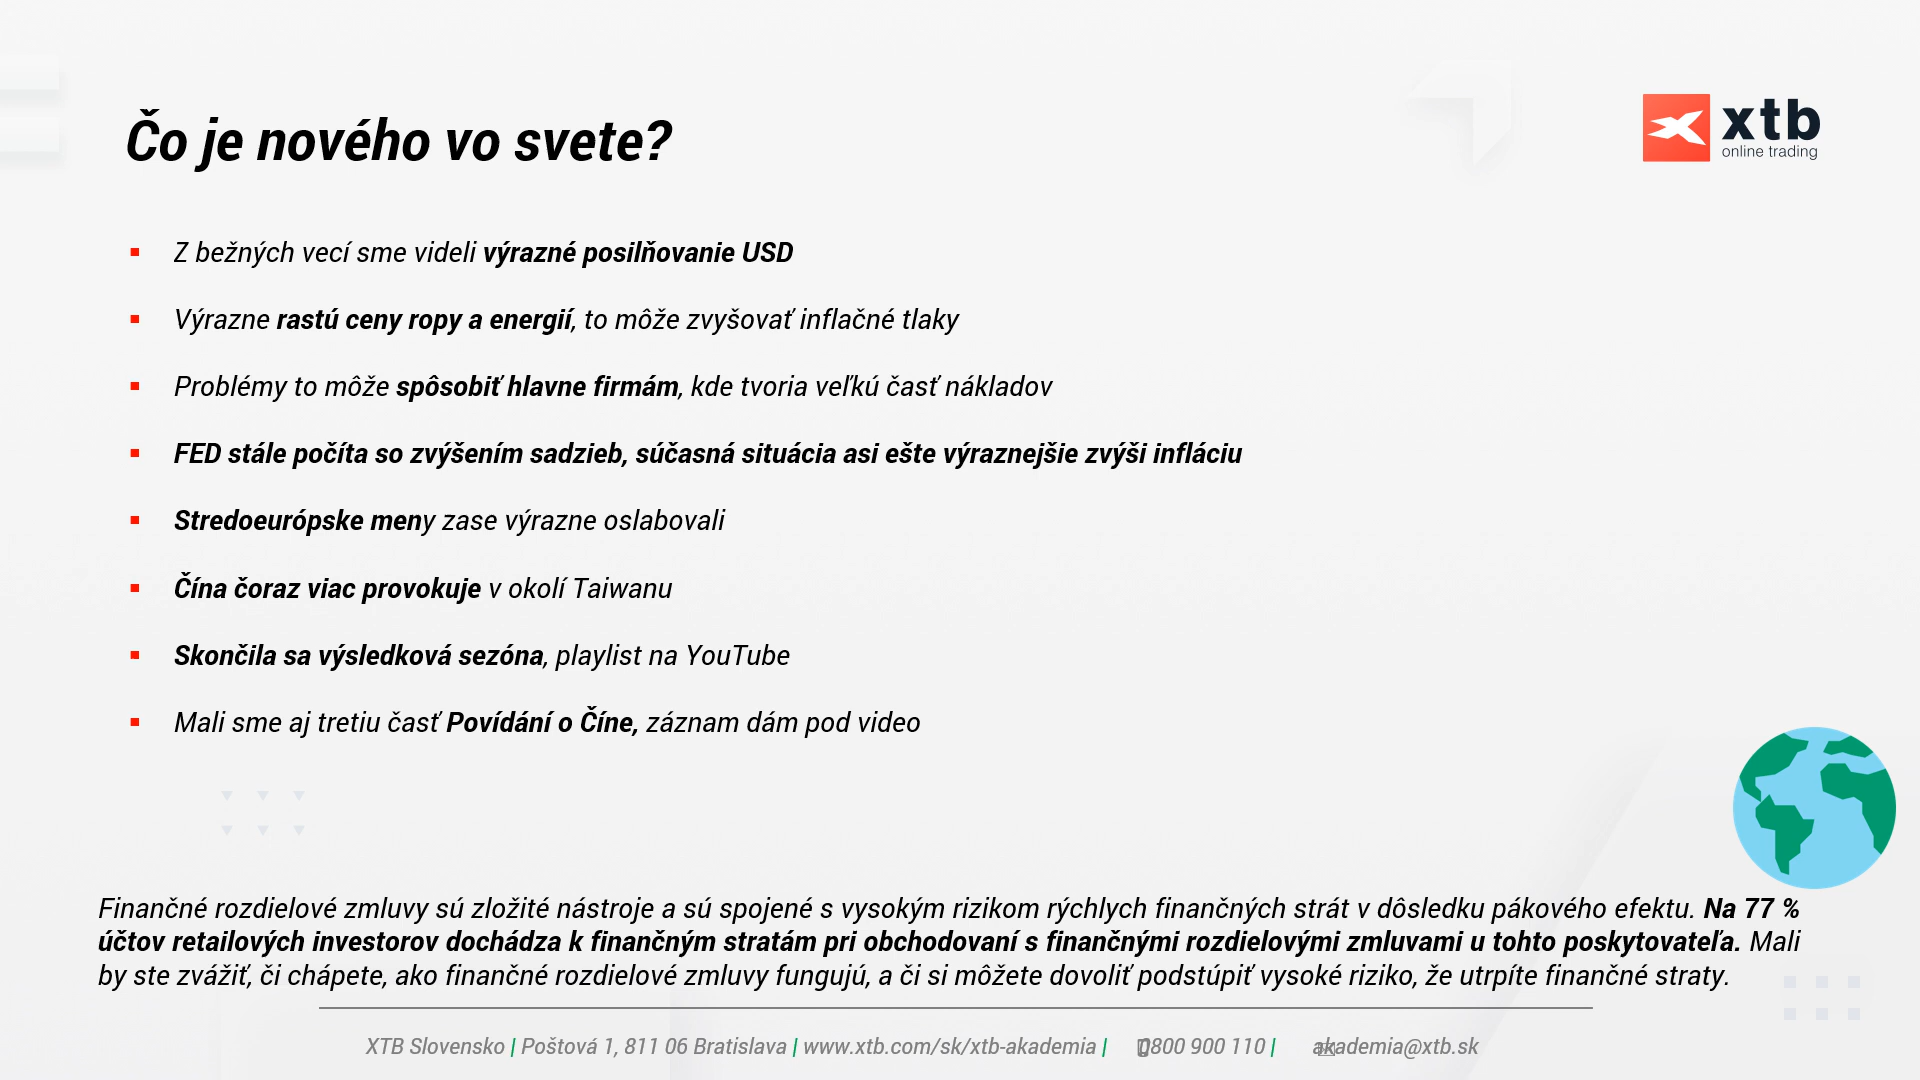 Čo je nového vo svete?
xtb
online trading
Z bežných vecí sme videli výrazné posilňovanie USD
Výrazne rastú ceny ropy a energií, to môže zvyšovať inflačné tlaky
Problémy to môže spôsobiť hlavne firmám, kde tvoria veľkú časť nákladov
FED stále počíta so zvýšením sadzieb, súčasná situácia asi ešte výraznejšie zvýši infláciu
Stredoeurópske meny zase výrazne oslabovali
Čína čoraz viac provokuje v okolí Taiwanu
Skončila sa výsledková sezóna, playlist na YouTube
Mali sme aj tretiu časť Povídání o Číne, záznam dám pod video
Finančné rozdielové zmluvy sú zložité nástroje a sú spojené s vysokým rizikom rýchlych finančných strát v dôsledku pákového efektu. Na 77 %
účtov retailových investorov dochádza k finančným stratám pri obchodovaní s finančnými rozdielovými zmluvami u tohto poskytovateľa. Mali
by ste zvážiť, či chápete, ako finančné rozdielové zmluvy fungujú, a či si môžete dovoliť podstúpiť vysoké riziko, že utrpíte finančné straty.
XTB Slovensko | Poštová 1, 811 06 Bratislava | www.xtb.com/sk/xtb-akademia | 0800 900 110 | akademia@xtb.sk